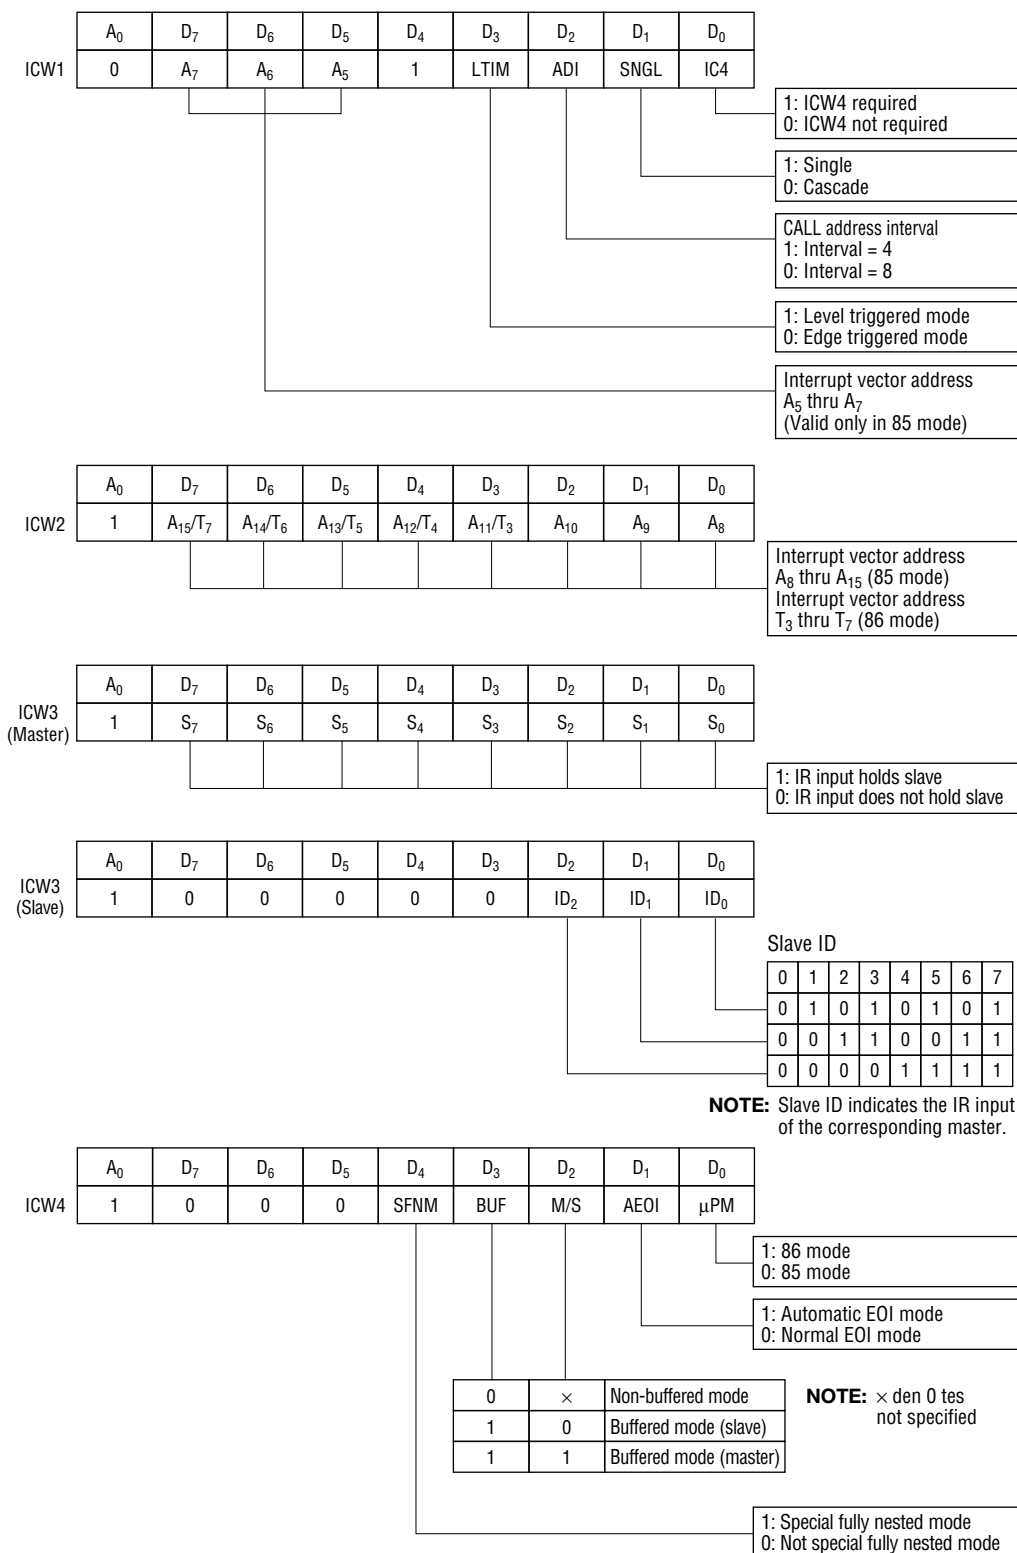 A0 D7 D6 D5 D4 D3 D2 D1 D0
ICW1 0 A7 A6 A5 1 LTIM ADI SNGL IC4
1: ICW4 required
0: ICW4 not required
1: Single
0: Cascade
CALL address interval
1: Interval = 4
0: Interval = 8
1: Level triggered mode
0: Edge triggered mode
Interrupt vector address
A5 thru A7
(Valid only in 85 mode)
A0 D7 D6 D5 D4 D3 D2 D1 D0
ICW2 1 A15/T7 A14/T6 A13/T5 A12/T4 A11/T3 A10 A9 A8
Interrupt vector address
A8 thru A15 (85 mode)
Interrupt vector address
T3 thru T7 (86 mode)
A0 D7 D6 D5 D4 D3 D2 D1 D0
ICW3
(Master)
1 S7 S6 S5 S4 S3 S2 S1 S0
1: IR input holds slave
0: IR input does not hold slave
A0 D7 D6 D5 D4 D3 D2 D1 D0
ICW3
(Slave)
1 0 0 0 0 0 ID2 ID1 ID0
Slave ID
0 1 2 3 4 5 6 7
0 1 0 1 0 1 0 1
0 0 1 1 0 0 1 1
0 0 0 0 1 1 1 1
NOTE: Slave ID indicates the IR input
of the corresponding master.
A0 D7 D6 D5 D4 D3 D2 D1 D0
ICW4 1 0 0 0 SFNM BUF M/S AEOI µPM
1: 86 mode
0: 85 mode
1: Automatic EOI mode
0: Normal EOI mode
0 × Non-buffered mode
1 0 Buffered mode (slave)
1 1 Buffered mode (master)
NOTE: × den 0 tes
not specified
1: Special fully nested mode
0: Not special fully nested mode